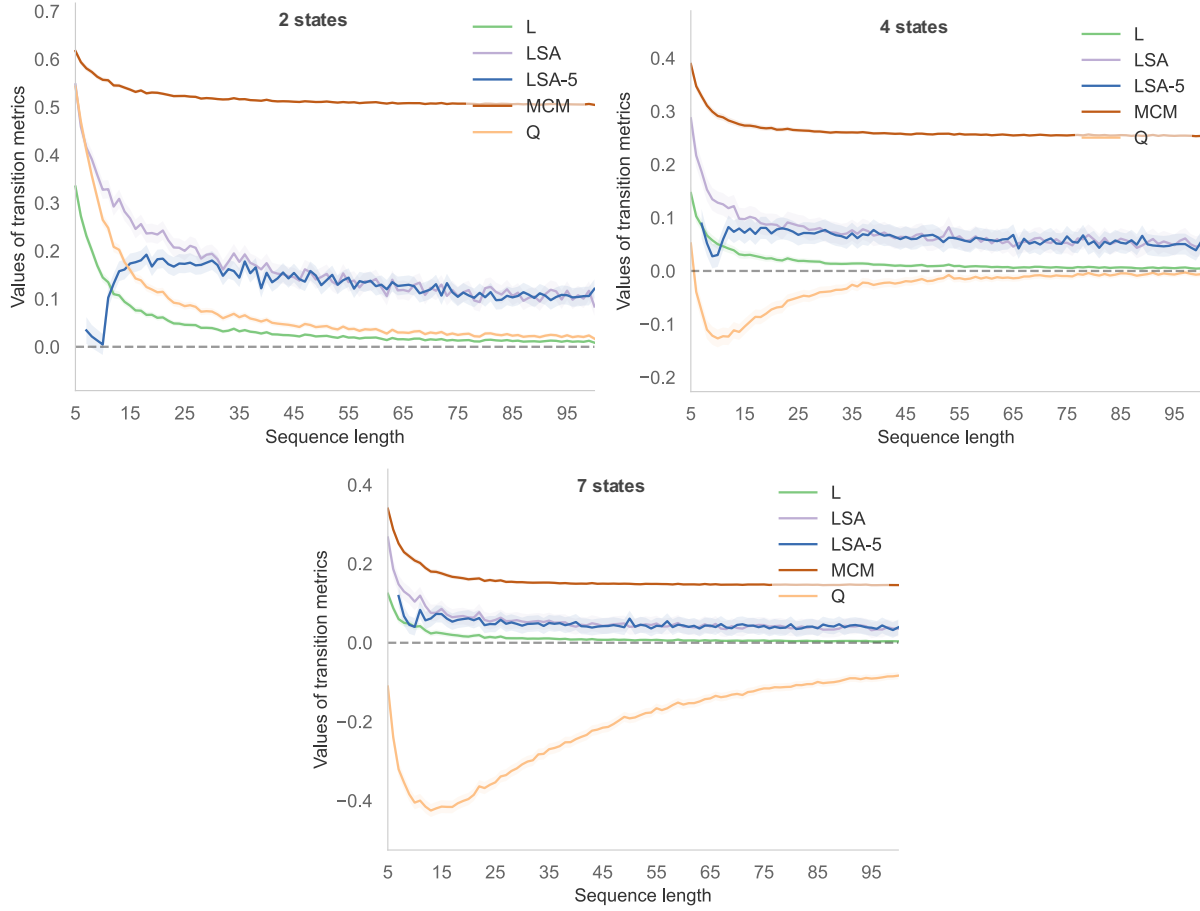 2 states
Values of transition metrics
0.7
0.6
0.5
0.4
0.3
0.2
0.1
0.0
L
LSA
LSA-5
MCM
Q
5 15 25 35 45 55 65 75 85 95
Sequence length
4 states
Values of transition metrics
0.4
0.3
0.2
0.1
0.0
−0.1
−0.2
L
LSA
LSA-5
MCM
Q
5 15 25 35 45 55 65 75 85 95
Sequence length
7 states
Values of transition metrics
0.4
0.2
0.0
−0.2
−0.4
L
LSA
LSA-5
MCM
Q
5 15 25 35 45 55 65 75 85 95
Sequence length